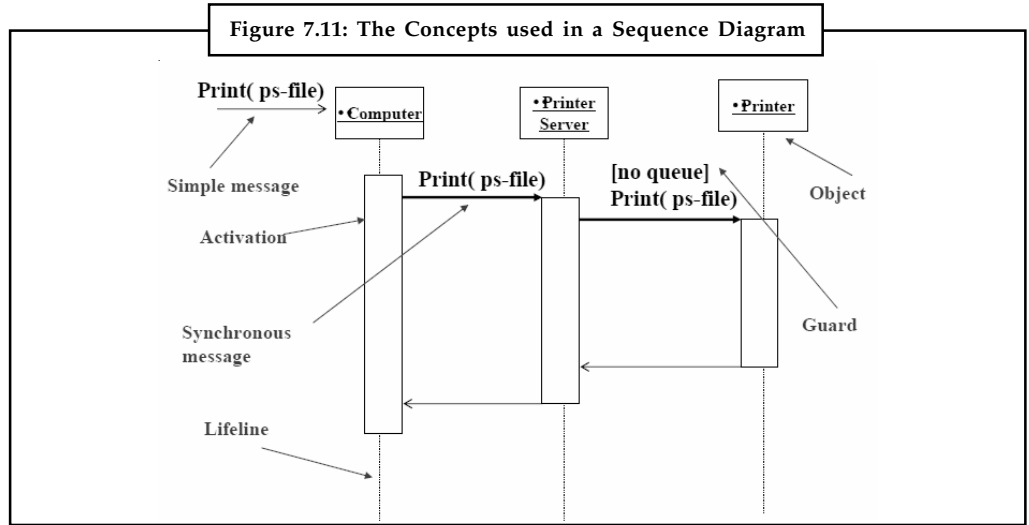 Figure 7.11: The Concepts used in a Sequence Diagram
Print( ps-file)
•Computer
•Printer
Server
•Printer
Simple message
Print( ps-file)
[no queue]
Print( ps-file)
Object
Activation
Synchronous
message
Guard
Lifeline